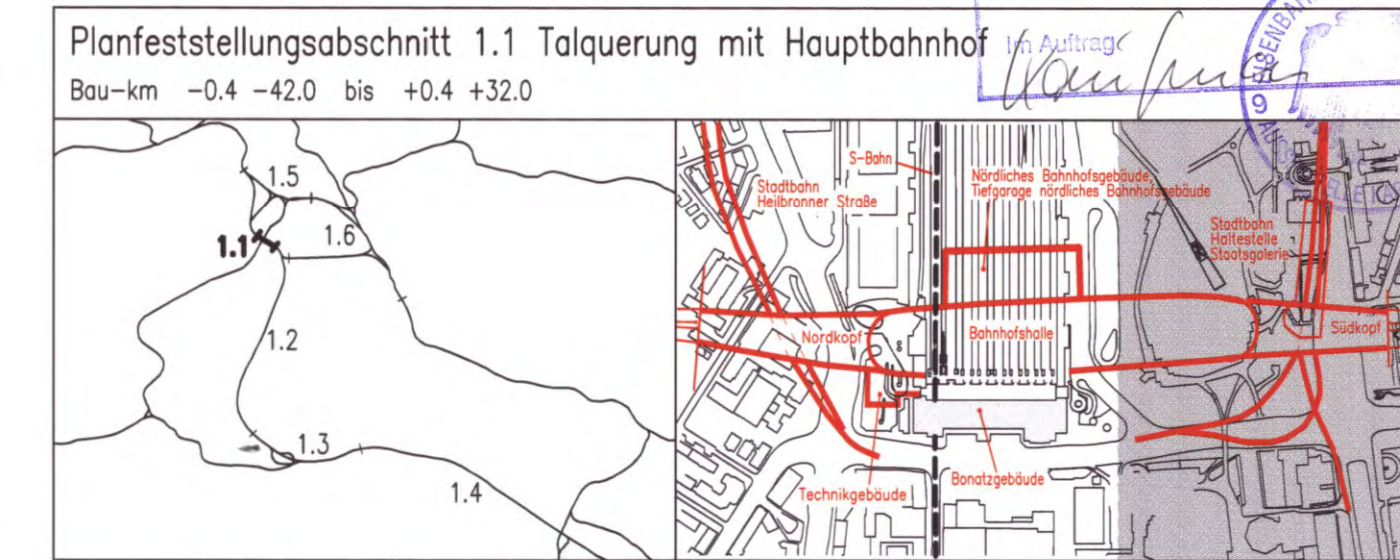 Planfeststellungsabschnitt 1.1 Talquerung mit Hauptbahnhof
Bau-km -0.4 -42.0 bis +0.4 +32.0
Im Auftrag
EISENBAHN
9
1.5
1.1
1.6
1.2
1.3
1.4
S-Bahn
Stadtbahn
Heilbronner Straße
Nördliches Bahnhofsgebäude,
Tiefgarage nördliches Bahnhofsgebäude
Stadtbahn
Haltestelle
Staatsgalerie
Nordkopf
Bahnhofshalle
Südkopf
Technikgebäude
Bonatzgebäude